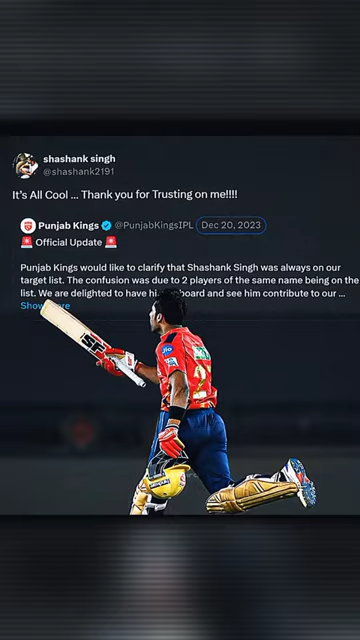 shashank singh
@shashank2191
It's All Cool ... Thank you for Trusting on me!!!!
Punjab Kings @PunjabKingsIPL Dec 20, 2023
🚨 Official Update 🚨
Punjab Kings would like to clarify that Shashank Singh was always on our
target list. The confusion was due to 2 players of the same name being on the
list. We are delighted to have board and see him contribute to our ...
Show
Jio